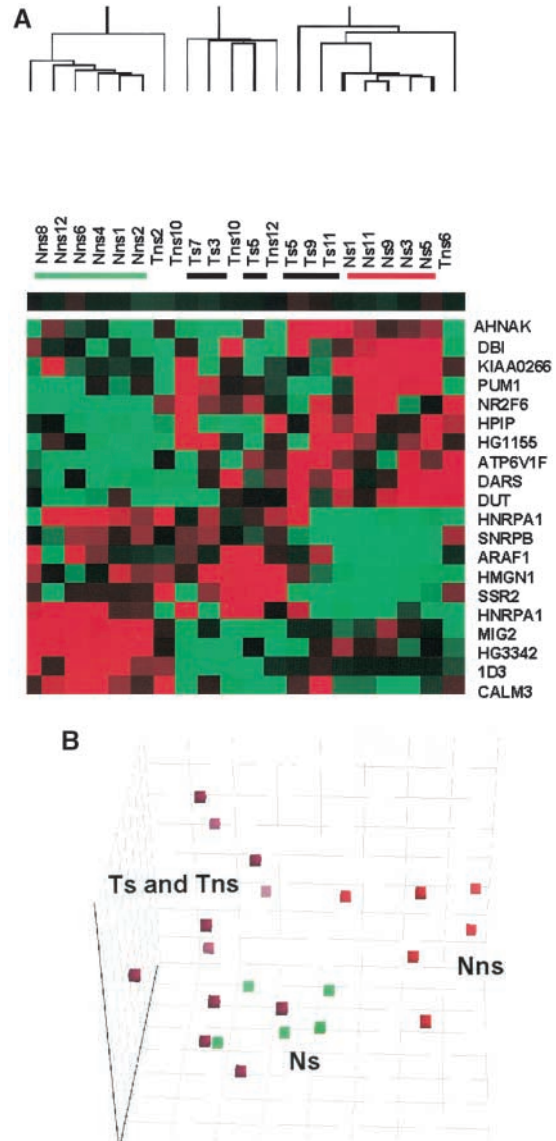 A
Nns8
Nns12
Nns6
Nns4
Nns1
Nns2
Tns2
Tns10
Ts7
Ts3
Tns10
Ts5
Tns12
Ts5
Ts9
Ts11
Ns1
Ns11
Ns9
Ns3
Ns5
Tns6
AHNAK
DBI
KIAA0266
PUM1
NR2F6
HPIP
HG1155
ATP6V1F
DARS
DUT
HNRPA1
SNRPB
ARAF1
HMGN1
SSR2
HNRPA1
MIG2
HG3342
1D3
CALM3
B
Ts and Tns
Nns
Ns